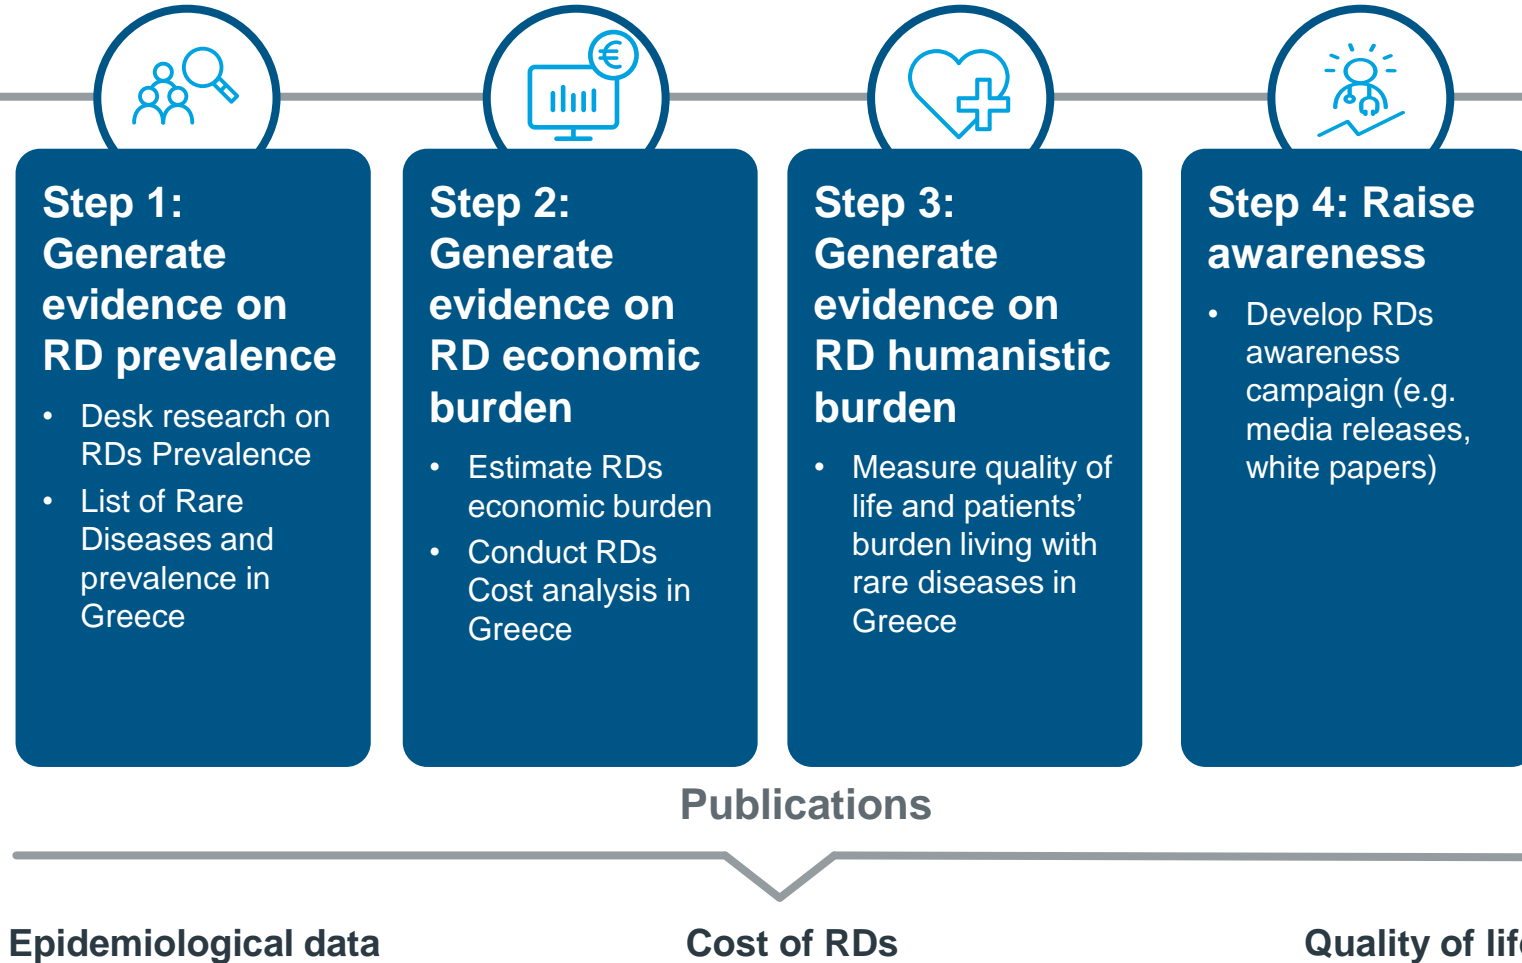 Step 1:
Generate
evidence on
RD prevalence
• Desk research on
RDs Prevalence
• List of Rare
Diseases and
prevalence in
Greece
Step 2:
Generate
evidence on
RD economic
burden
• Estimate RDs
economic burden
• Conduct RDs
Cost analysis in
Greece
Step 3:
Generate
evidence on
RD humanistic
burden
• Measure quality of
life and patients’
burden living with
rare diseases in
Greece
Step 4: Raise
awareness
• Develop RDs
awareness
campaign (e.g.
media releases,
white papers)
Publications
Epidemiological data
Cost of RDs
Quality of life